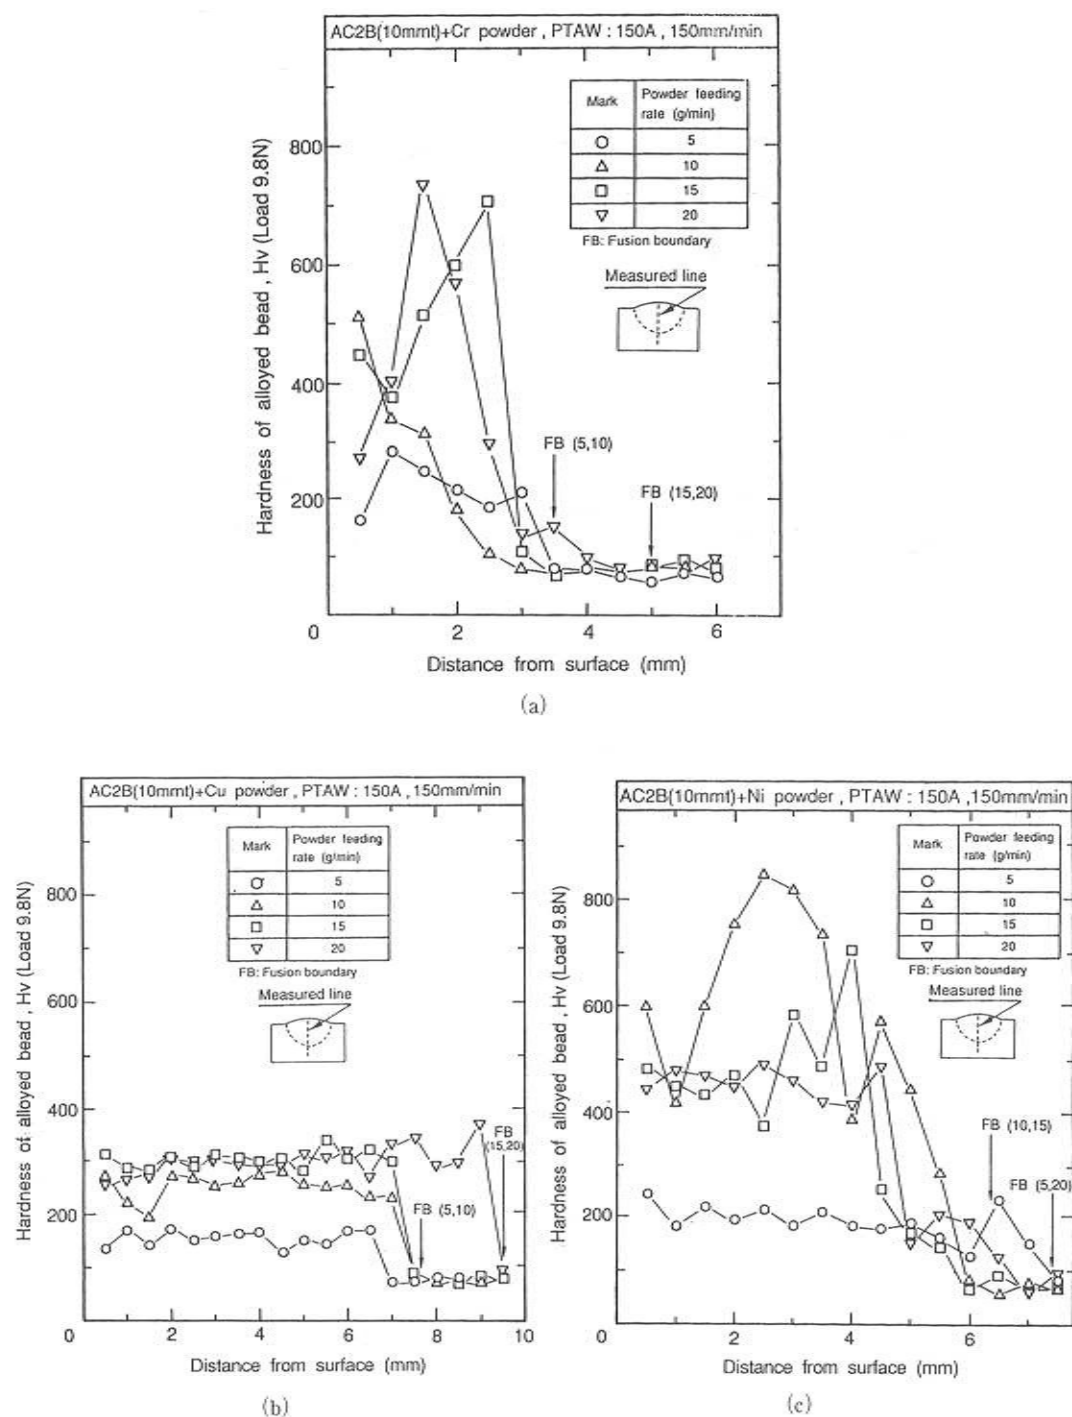 AC2B(10mmt)+Cr powder , PTAW : 150A , 150mm/min
Mark
Powder feeding
rate (g/min)
5
10
15
20
FB: Fusion boundary
Measured line
Hardness of alloyed bead , Hv (Load 9.8N)
800
600
400
200
FB (5,10)
FB (15,20)
0
2
4
6
Distance from surface (mm)
(a)
AC2B(10mmt)+Cu powder , PTAW : 150A , 150mm/min
Mark
Powder feeding
rate (g/min)
5
10
15
20
FB: Fusion boundary
Measured line
Hardness of alloyed bead , Hv (Load 9.8N)
800
600
400
200
FB
(15,20)
FB (5,10)
0
0
2
4
6
8
10
Distance from surface (mm)
(b)
AC2B(10mmt)+Ni powder , PTAW : 150A ,150mm/min
Mark
Powder feeding
rate (g/min)
5
10
15
20
FB: Fusion boundary
Measured line
Hardness of alloyed bead , Hv (Load 9.8N)
800
600
400
200
FB (10,15)
FB (5,20)
0
2
4
6
Distance from surface (mm)
(c)